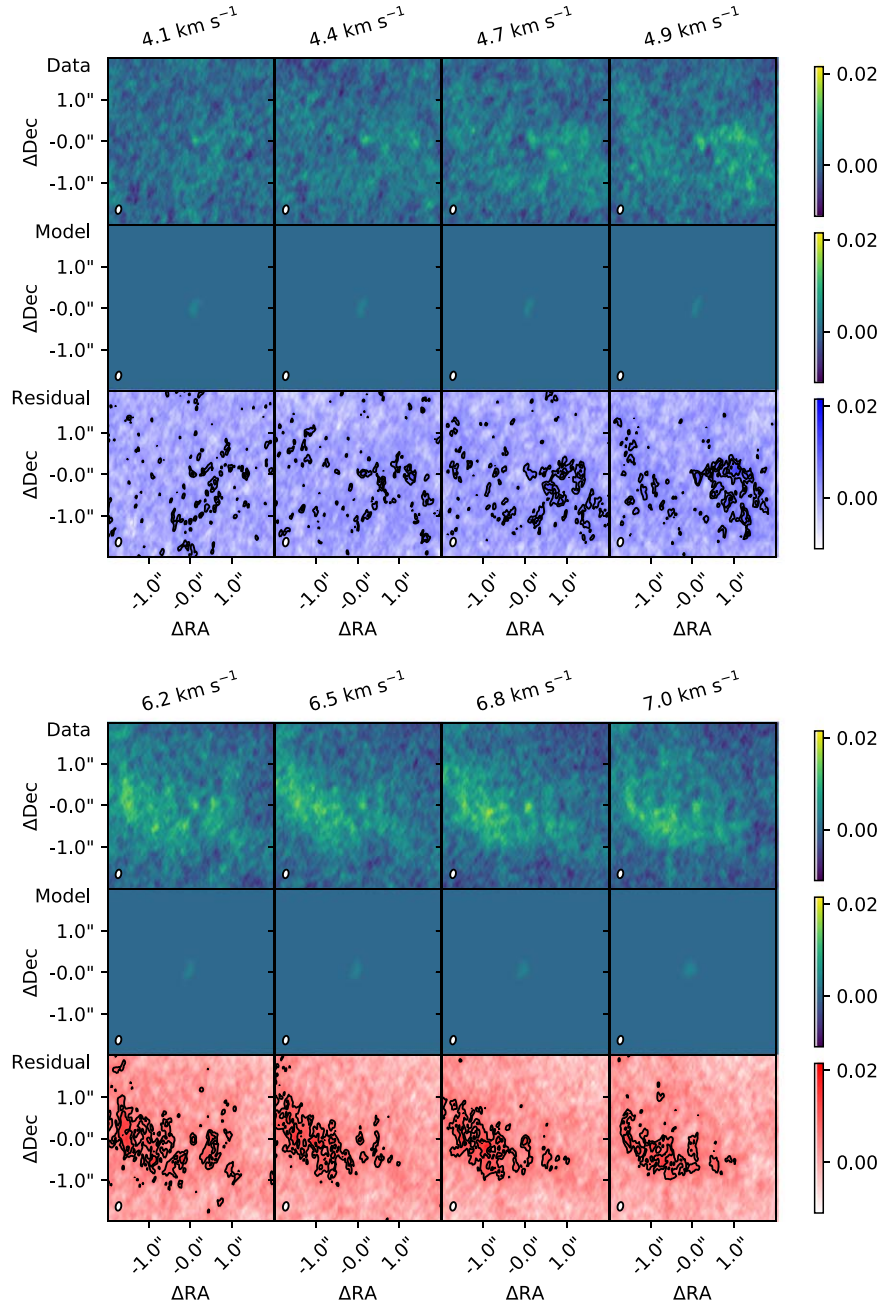 4.1 km s⁻¹ 4.4 km s⁻¹ 4.7 km s⁻¹ 4.9 km s⁻¹
Data
1.0"
-0.0"
-1.0"
ΔDec
0.02
0.00
Model
1.0"
-0.0"
-1.0"
ΔDec
0.02
0.00
Residual
1.0"
-0.0"
-1.0"
ΔDec
0.02
0.00
-1.0" -0.0" 1.0" -1.0" -0.0" 1.0" -1.0" -0.0" 1.0" -1.0" -0.0" 1.0"
ΔRA ΔRA ΔRA ΔRA
6.2 km s⁻¹ 6.5 km s⁻¹ 6.8 km s⁻¹ 7.0 km s⁻¹
Data
1.0"
-0.0"
-1.0"
ΔDec
0.02
0.00
Model
1.0"
-0.0"
-1.0"
ΔDec
0.02
0.00
Residual
1.0"
-0.0"
-1.0"
ΔDec
0.02
0.00
-1.0" -0.0" 1.0" -1.0" -0.0" 1.0" -1.0" -0.0" 1.0" -1.0" -0.0" 1.0"
ΔRA ΔRA ΔRA ΔRA